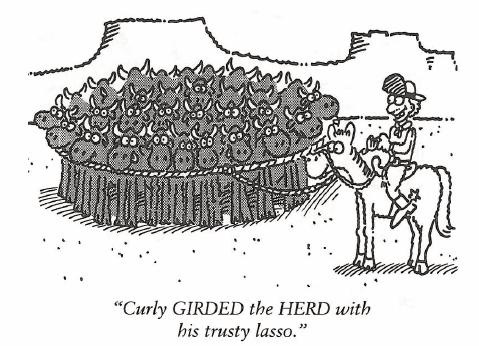 “Curly GIRDED the HERD with
his trusty lasso.”